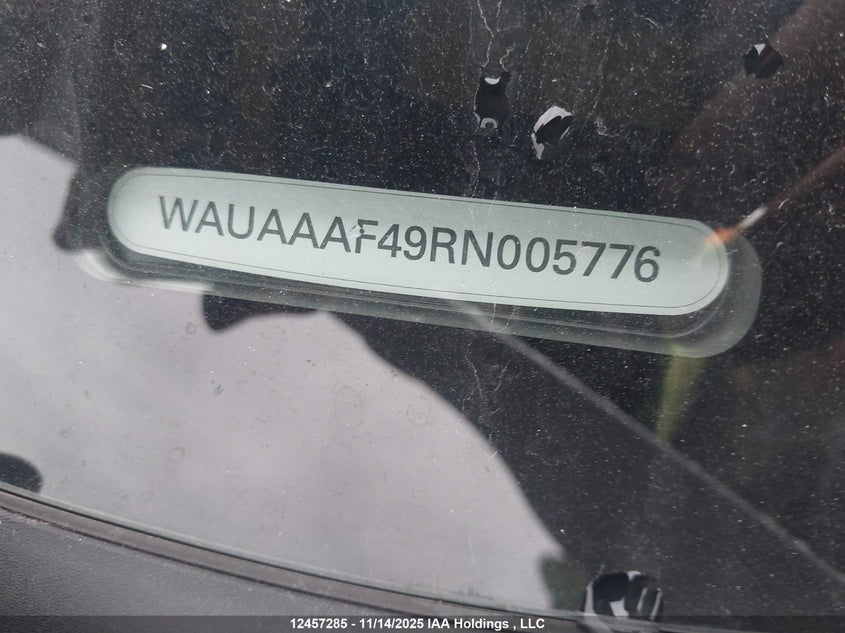 WAUAAAF49RN005776
12457285 - 11/14/2025 IAA Holdings , LLC